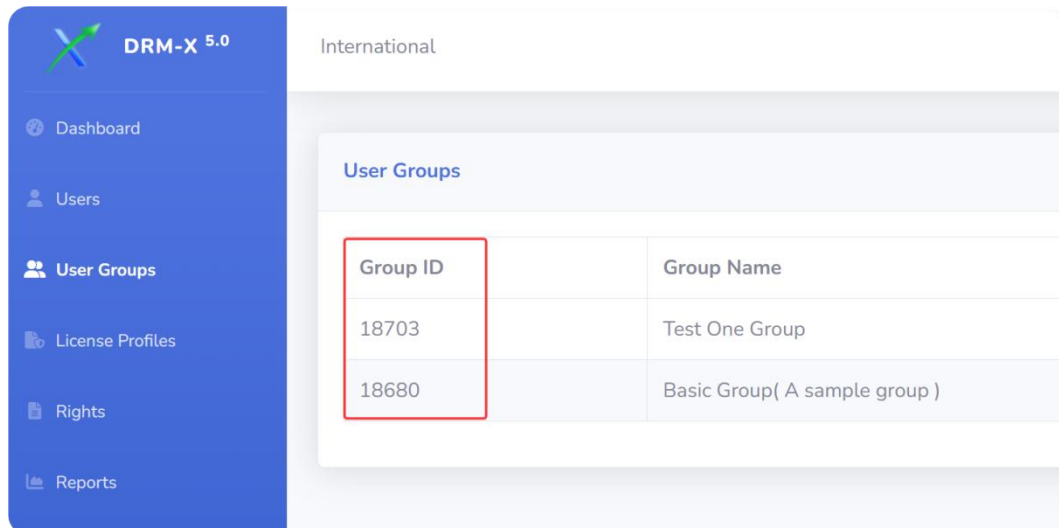 DRM-X 5.0
International
Dashboard
Users
User Groups
License Profiles
Rights
Reports
User Groups
Group ID Group Name
18703 Test One Group
18680 Basic Group( A sample group )